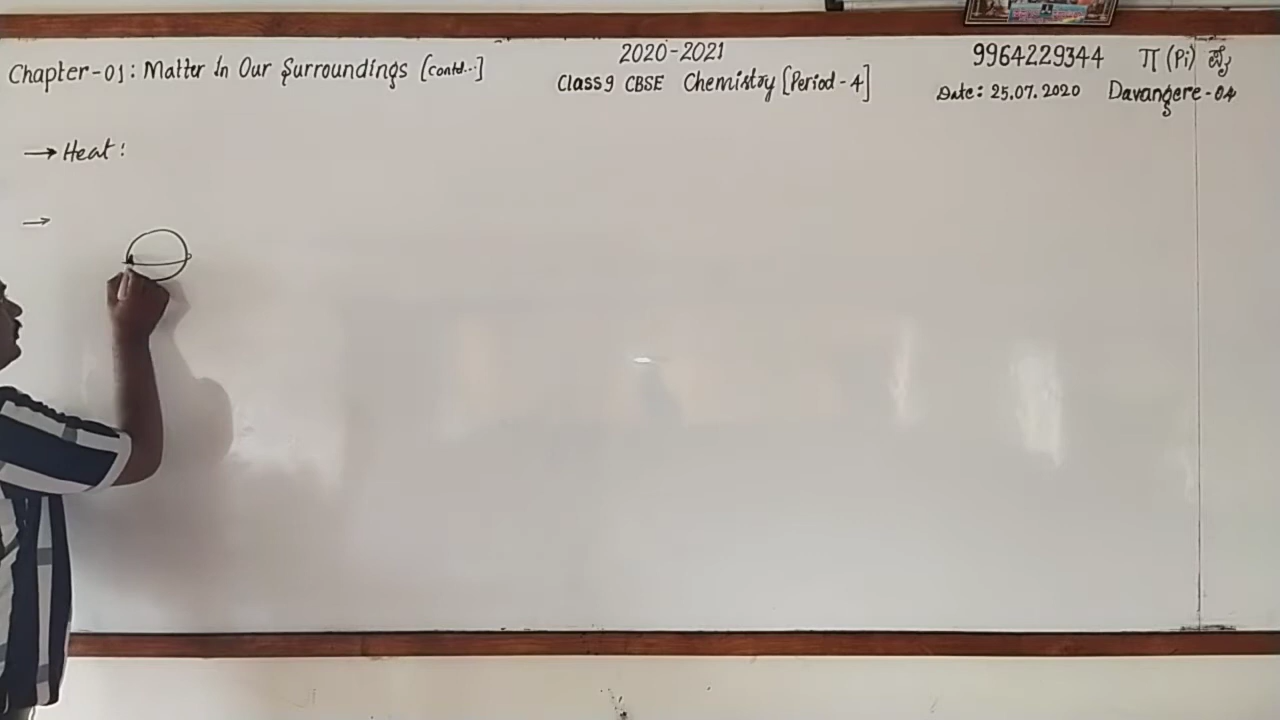 Chapter-01: Matter In Our Surroundings [Contd...]
2020-2021
Class 9 CBSE Chemistry [Period-4]
9964229344 π (Pi)
Date: 25.07.2020 Davangere-04
→ Heat:
→